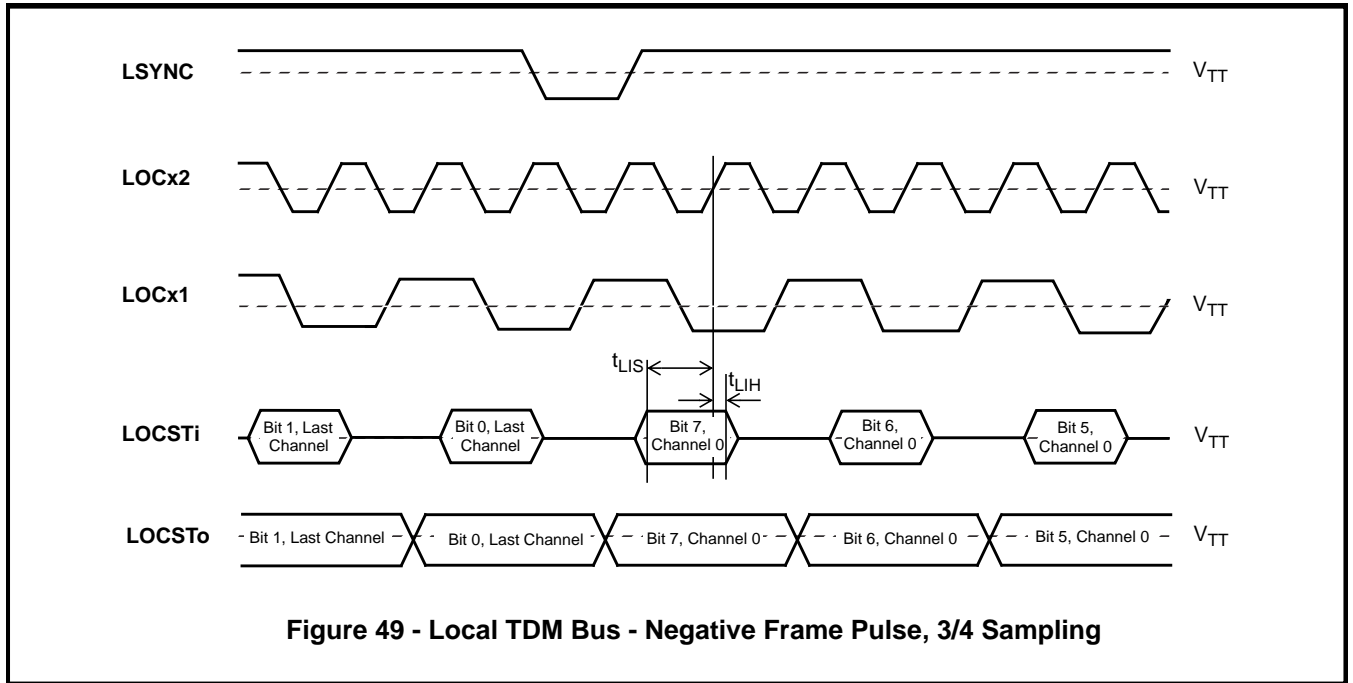 LSYNC
V_TT
LOCx2
V_TT
LOCx1
V_TT
t_LIS
t_LIH
LOCSTi
Bit 1, Last
Channel
Bit 0, Last
Channel
Bit 7,
Channel 0
Bit 6,
Channel 0
Bit 5,
Channel 0
V_TT
LOCSTo
Bit 1, Last Channel
Bit 0, Last Channel
Bit 7, Channel 0
Bit 6, Channel 0
Bit 5, Channel 0
V_TT
Figure 49 - Local TDM Bus - Negative Frame Pulse, 3/4 Sampling